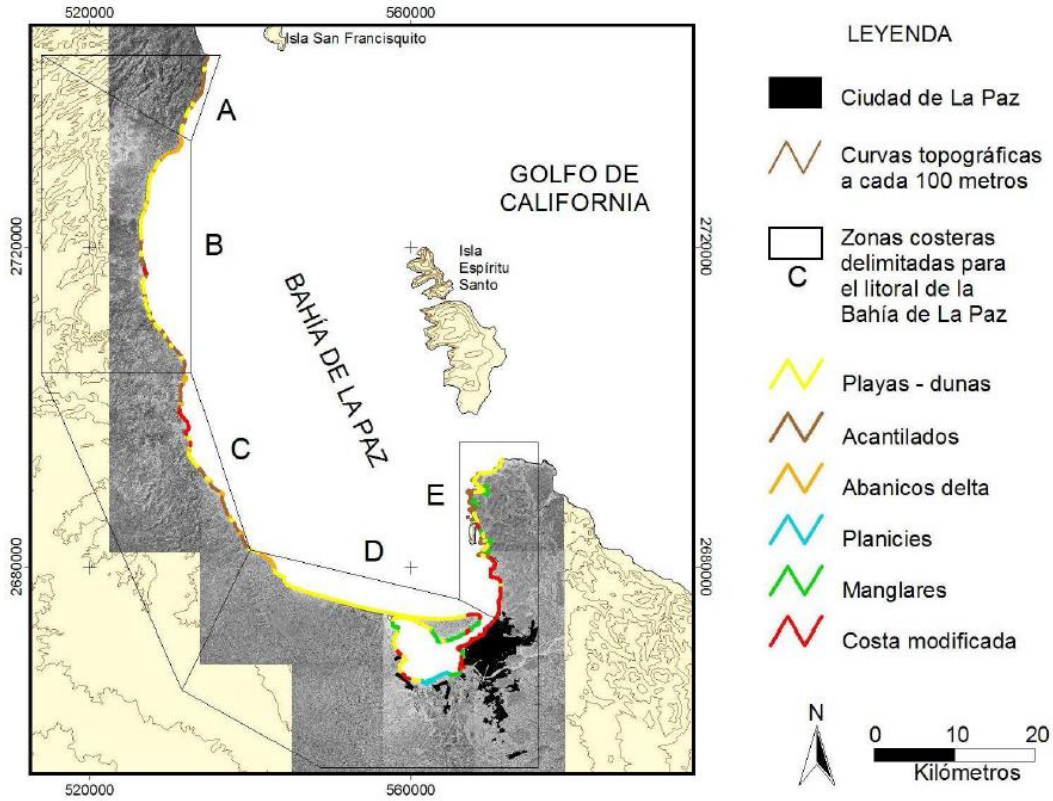 520000
560000
Isla San Francisquito
A
GOLFO DE
CALIFORNIA
B
2720000
2720000
Isla
Espíritu
Santo
BAHÍA DE LA PAZ
C
E
D
2680000
2680000
520000
560000
LEYENDA
Ciudad de La Paz
Curvas topográficas
a cada 100 metros
Zonas costeras
delimitadas para
el litoral de la
Bahía de La Paz
C
Playas - dunas
Acantilados
Abanicos delta
Planicies
Manglares
Costa modificada
N
0 10 20
Kilómetros